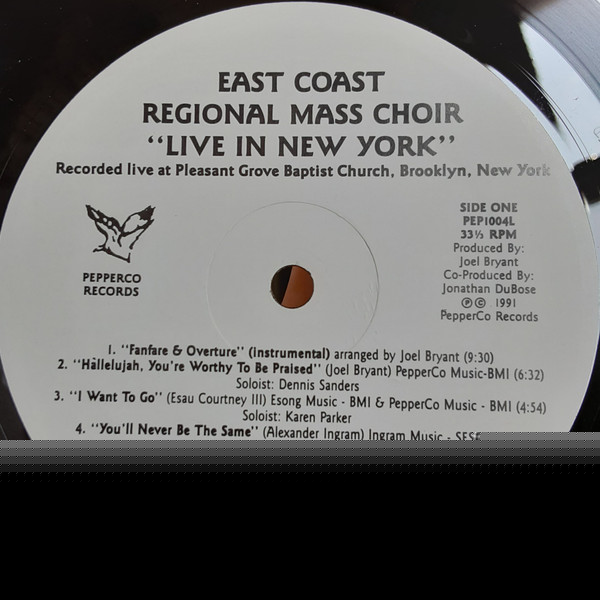 EAST COAST
REGIONAL MASS CHOIR
“LIVE IN NEW YORK”
Recorded live at Pleasant Grove Baptist Church, Brooklyn, New York
PEPPERCO
RECORDS
SIDE ONE
PEP1004L
33⅓ RPM
Produced By:
Joel Bryant
Co-Produced By:
Jonathan DuBose
℗ © 1991
PepperCo Records
1. “Fanfare & Overture” (Instrumental) arranged by Joel Bryant (9:30)
2. “Hallelujah, You’re Worthy To Be Praised” (Joel Bryant) PepperCo Music-BMI (6:32)
Soloist: Dennis Sanders
3. “I Want To Go” (Esau Courtney III) Esong Music - BMI & PepperCo Music - BMI (4:54)
Soloist: Karen Parker
4. “You’ll Never Be The Same” (Alexander Ingram) Ingram Music -